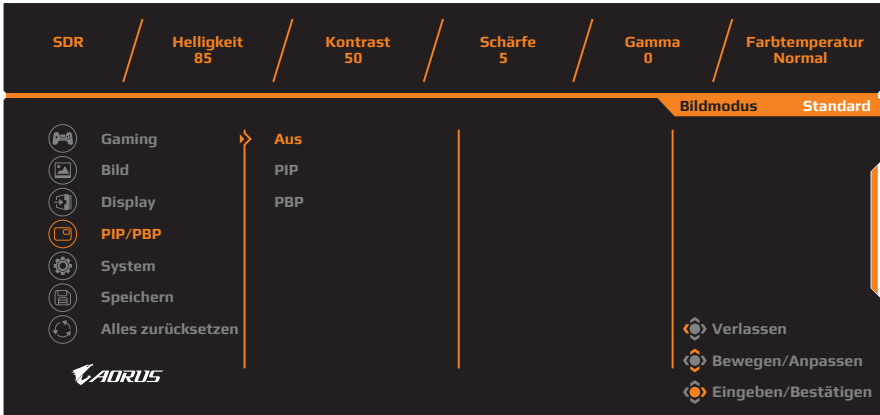 SDR
Helligkeit
85
Kontrast
50
Schärfe
5
Gamma
0
Farbtemperatur
Normal
Bildmodus Standard
Gaming
Bild
Display
PIP/PBP
System
Speichern
Alles zurücksetzen
Aus
PIP
PBP
Verlassen
Bewegen/Anpassen
Eingeben/Bestätigen
AORUS